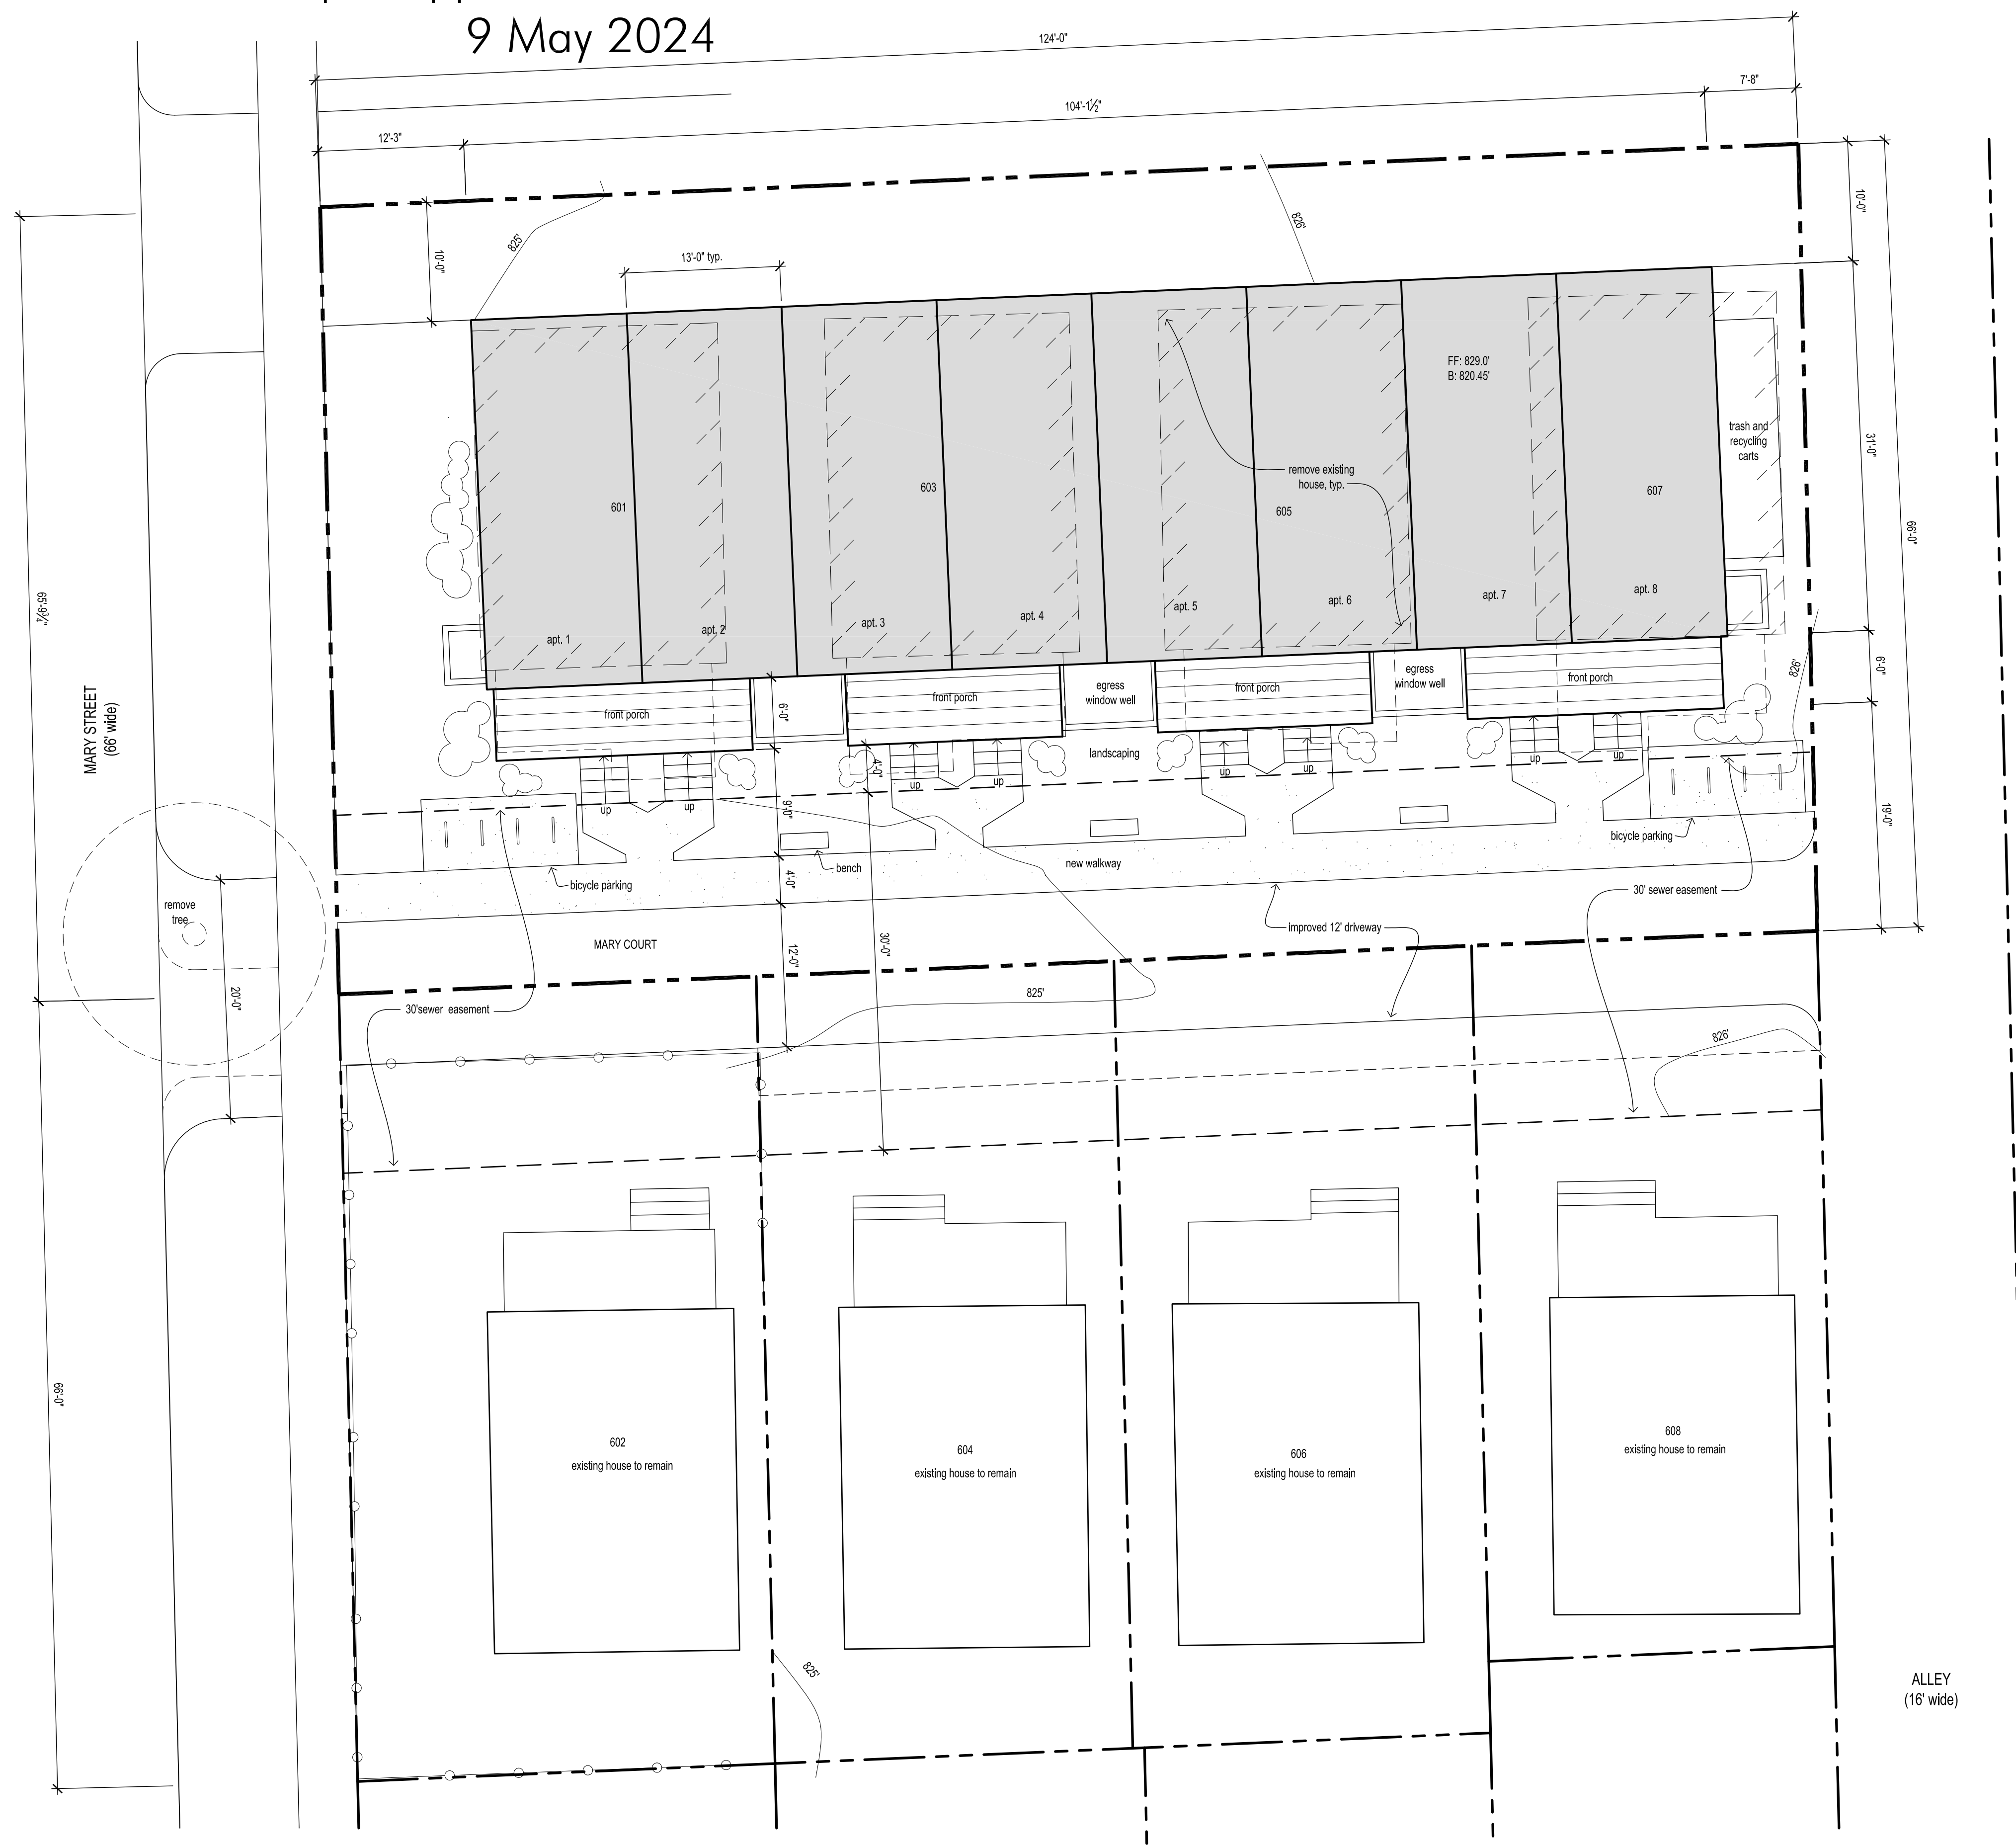 9 May 2024
124'-0"
7'-8"
104'-1½"
12'-3"
10'-0"
10'-0"
825'
826'
13'-0" typ.
FF: 829.0'
B: 820.45'
trash and
recycling
carts
31'-0"
66'-0"
remove existing
house, typ.
601
603
605
607
apt. 1
apt. 2
apt. 3
apt. 4
apt. 5
apt. 6
apt. 7
apt. 8
65'-9¾"
MARY STREET
(66' wide)
front porch
6'-0"
front porch
egress
window well
front porch
egress
window well
front porch
826'
6'-0"
landscaping
4'-0"
up
up
up
up
up
up
up
up
9'-0"
19'-0"
bicycle parking
bench
new walkway
bicycle parking
4'-0"
30' sewer easement
remove
tree
MARY COURT
12'-0"
30'-0"
Improved 12' driveway
20'-0"
30'sewer easement
825'
826'
66'-0"
602
existing house to remain
604
existing house to remain
606
existing house to remain
608
existing house to remain
825'
ALLEY
(16' wide)